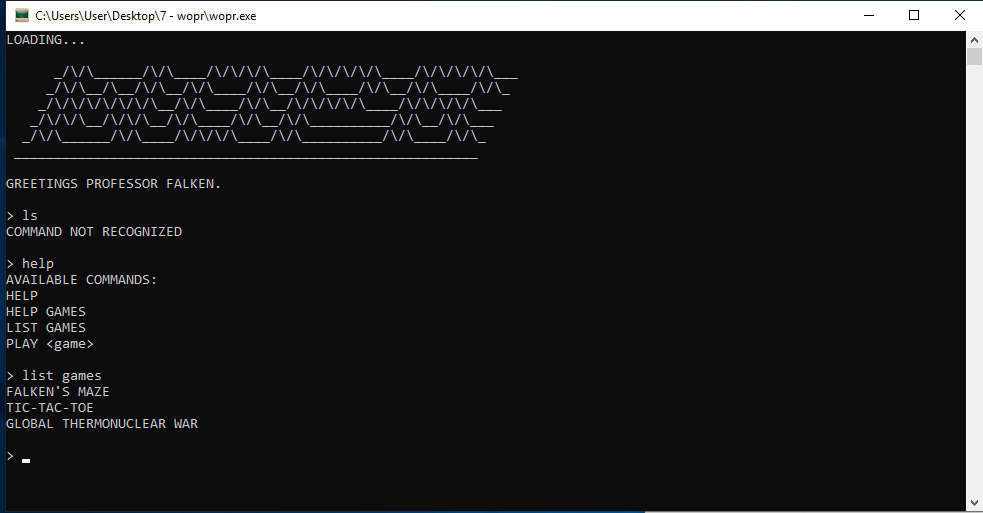 C:\Users\User\Desktop\7 - wopr\wopr.exe
LOADING...
      _/\/\______/\/\____/\/\/\/\____/\/\/\/\/\____/\/\/\/\/\___
     _/\/\__/\__/\/\__/\/\____/\/\__/\/\____/\/\__/\/\____/\/\_
    _/\/\/\/\/\/\/\__/\/\____/\/\__/\/\/\/\/\____/\/\/\/\/\___
   _/\/\/\__/\/\/\__/\/\____/\/\__/\/\__________/\/\__/\/\___
  _/\/\______/\/\____/\/\/\/\____/\/\__________/\/\____/\/\_
 __________________________________________________________
GREETINGS PROFESSOR FALKEN.
> ls
COMMAND NOT RECOGNIZED
> help
AVAILABLE COMMANDS:
HELP
HELP GAMES
LIST GAMES
PLAY <game>
> list games
FALKEN'S MAZE
TIC-TAC-TOE
GLOBAL THERMONUCLEAR WAR
> _